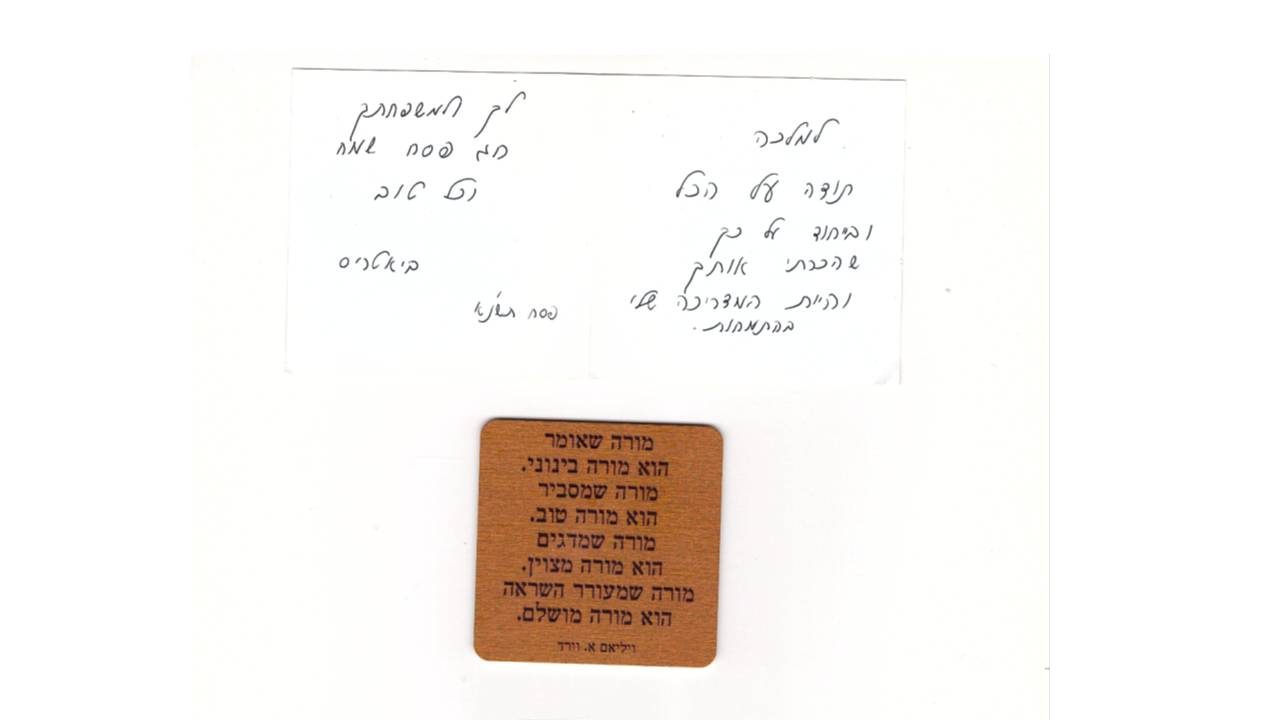 למלכה
תודה על הכל
וביחוד על כך
שהכרתי אותך
והיית המדריכה שלי
בהתמחות.
לך ולמשפחתך
חג פסח שמח
וכל טוב
ביאטריס
פסח תשנ'א
מורה שאומר
הוא מורה בינוני.
מורה שמסביר
הוא מורה טוב.
מורה שמדגים
הוא מורה מצוין.
מורה שמעורר השראה
הוא מורה מושלם.
ויליאם א. וורד